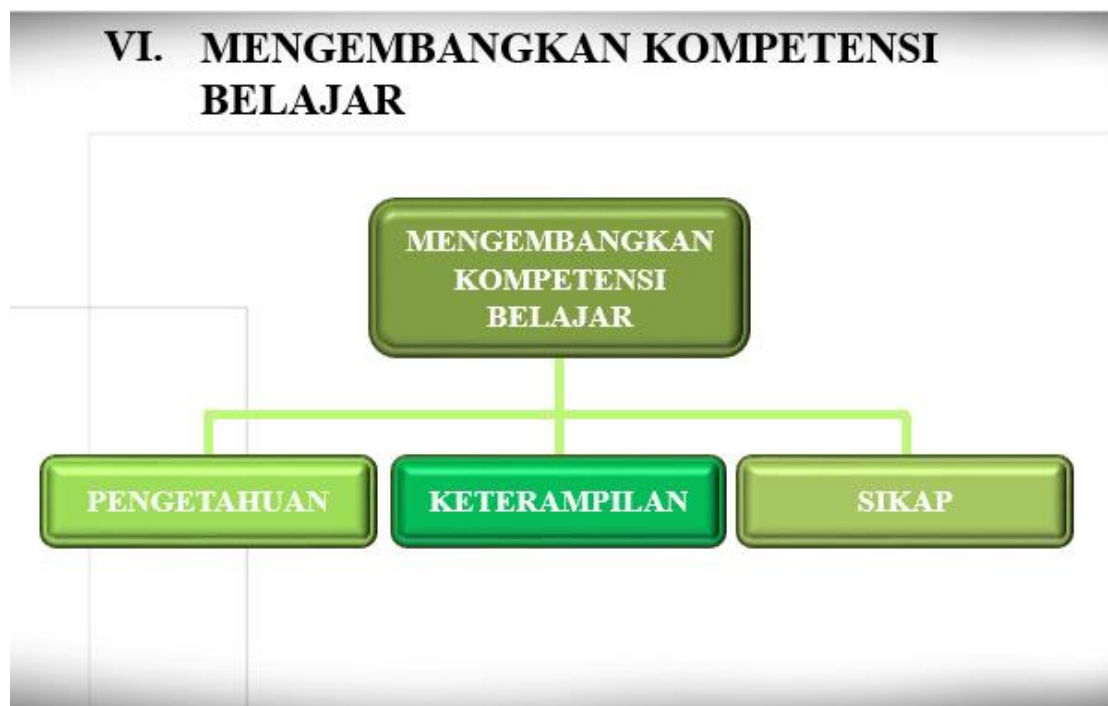 VI. MENGEMBANGKAN KOMPETENSI
BELAJAR
MENGEMBANGKAN
KOMPETENSI
BELAJAR
PENGETAHUAN
KETERAMPILAN
SIKAP